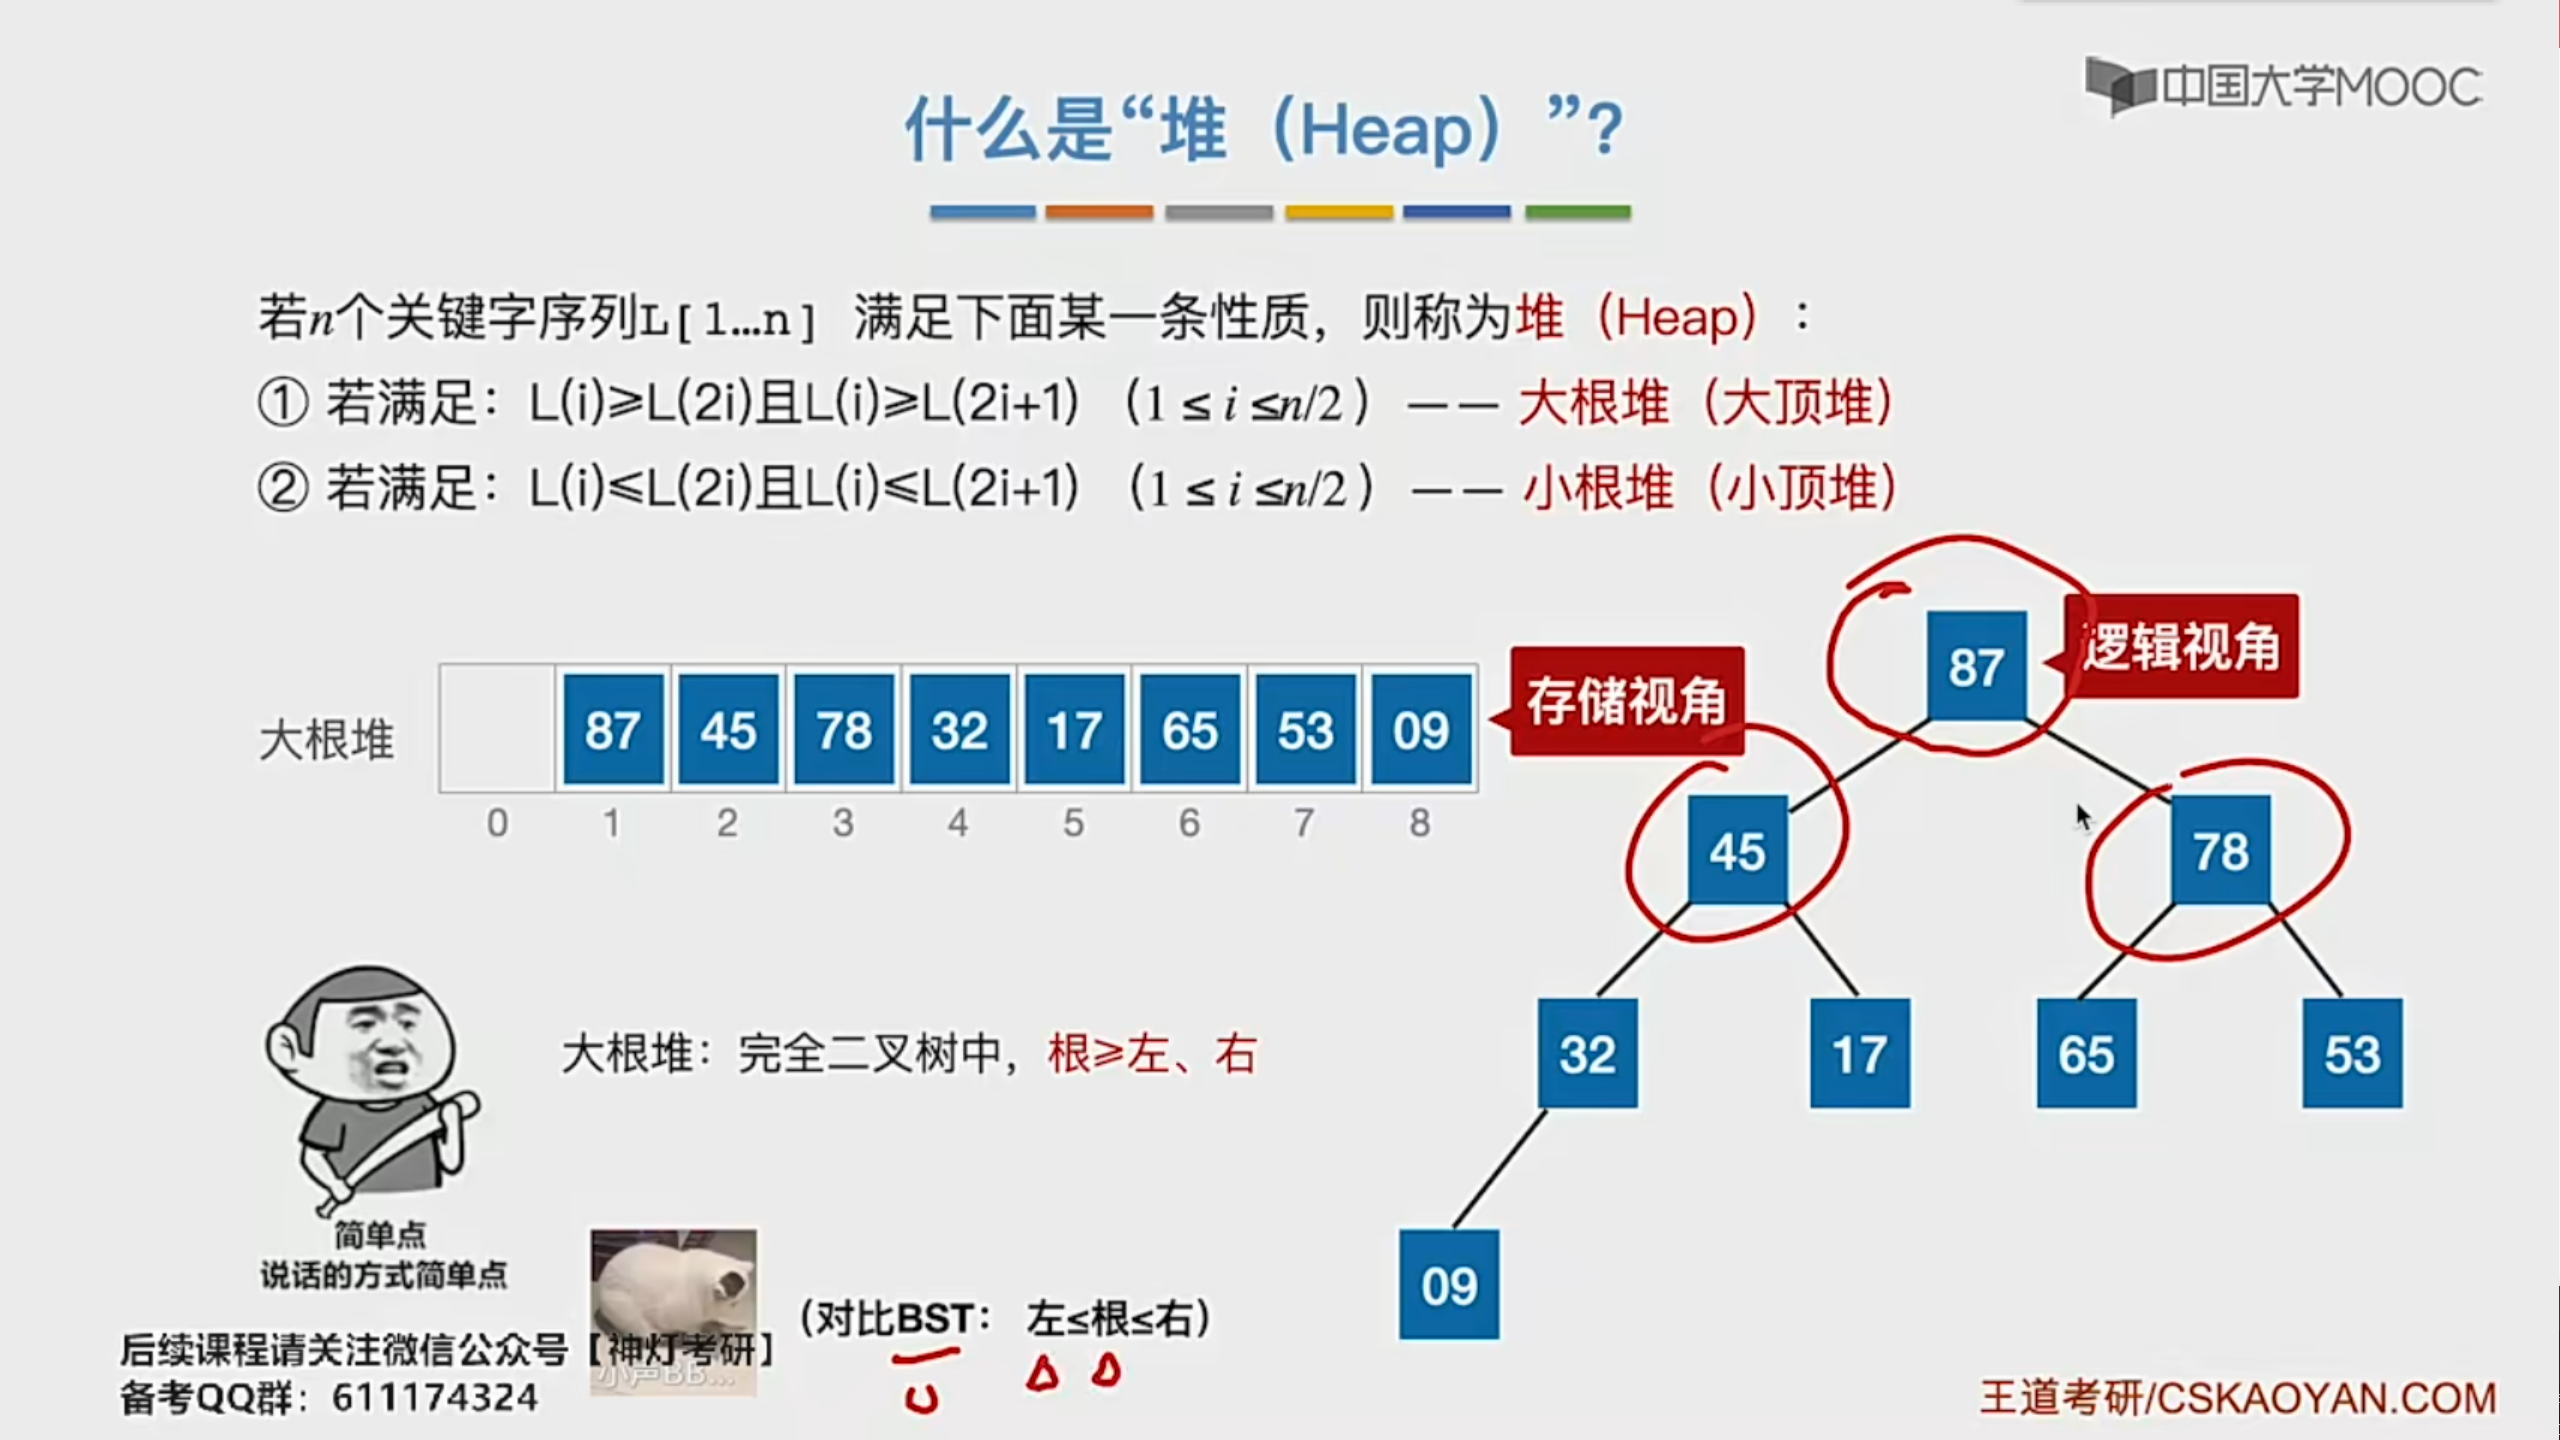 中国大学MOOC
什么是“堆（Heap）”?
若n个关键字序列L[1…n] 满足下面某一条性质，则称为堆（Heap）:
① 若满足：L(i)≥L(2i)且L(i)≥L(2i+1) （1 ≤ i ≤n/2） —— 大根堆（大顶堆）
② 若满足：L(i)≤L(2i)且L(i)≤L(2i+1) （1 ≤ i ≤n/2） —— 小根堆（小顶堆）
大根堆
87 45 78 32 17 65 53 09
0 1 2 3 4 5 6 7 8
存储视角
逻辑视角
87
45 78
32 17 65 53
09
大根堆：完全二叉树中，根≥左、右
简单点
说话的方式简单点
小声BB...
（对比BST： 左≤根≤右）
后续课程请关注微信公众号【神灯考研】
备考QQ群：611174324
王道考研/CSKAOYAN.COM